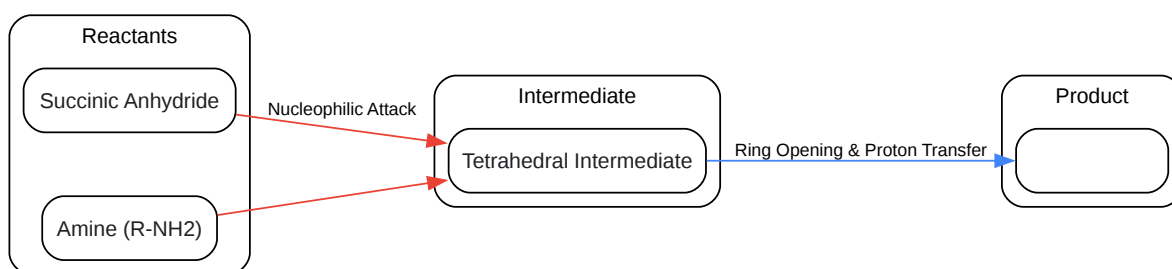 Reactants
Succinic Anhydride
Amine (R-NH2)
Nucleophilic Attack
Intermediate
Tetrahedral Intermediate
Ring Opening & Proton Transfer
Product